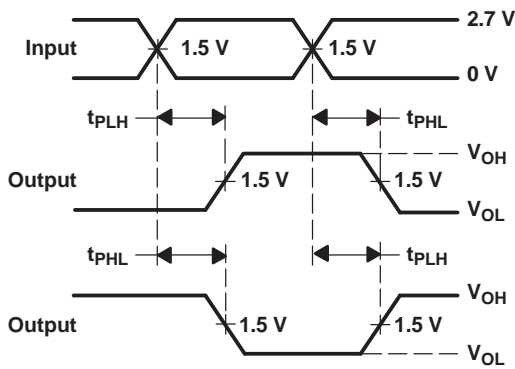 2.7 V
Input 1.5 V 1.5 V
0 V
tPLH tPHL
VOH
Output 1.5 V 1.5 V
VOL
tPHL tPLH
VOH
Output 1.5 V 1.5 V
VOL